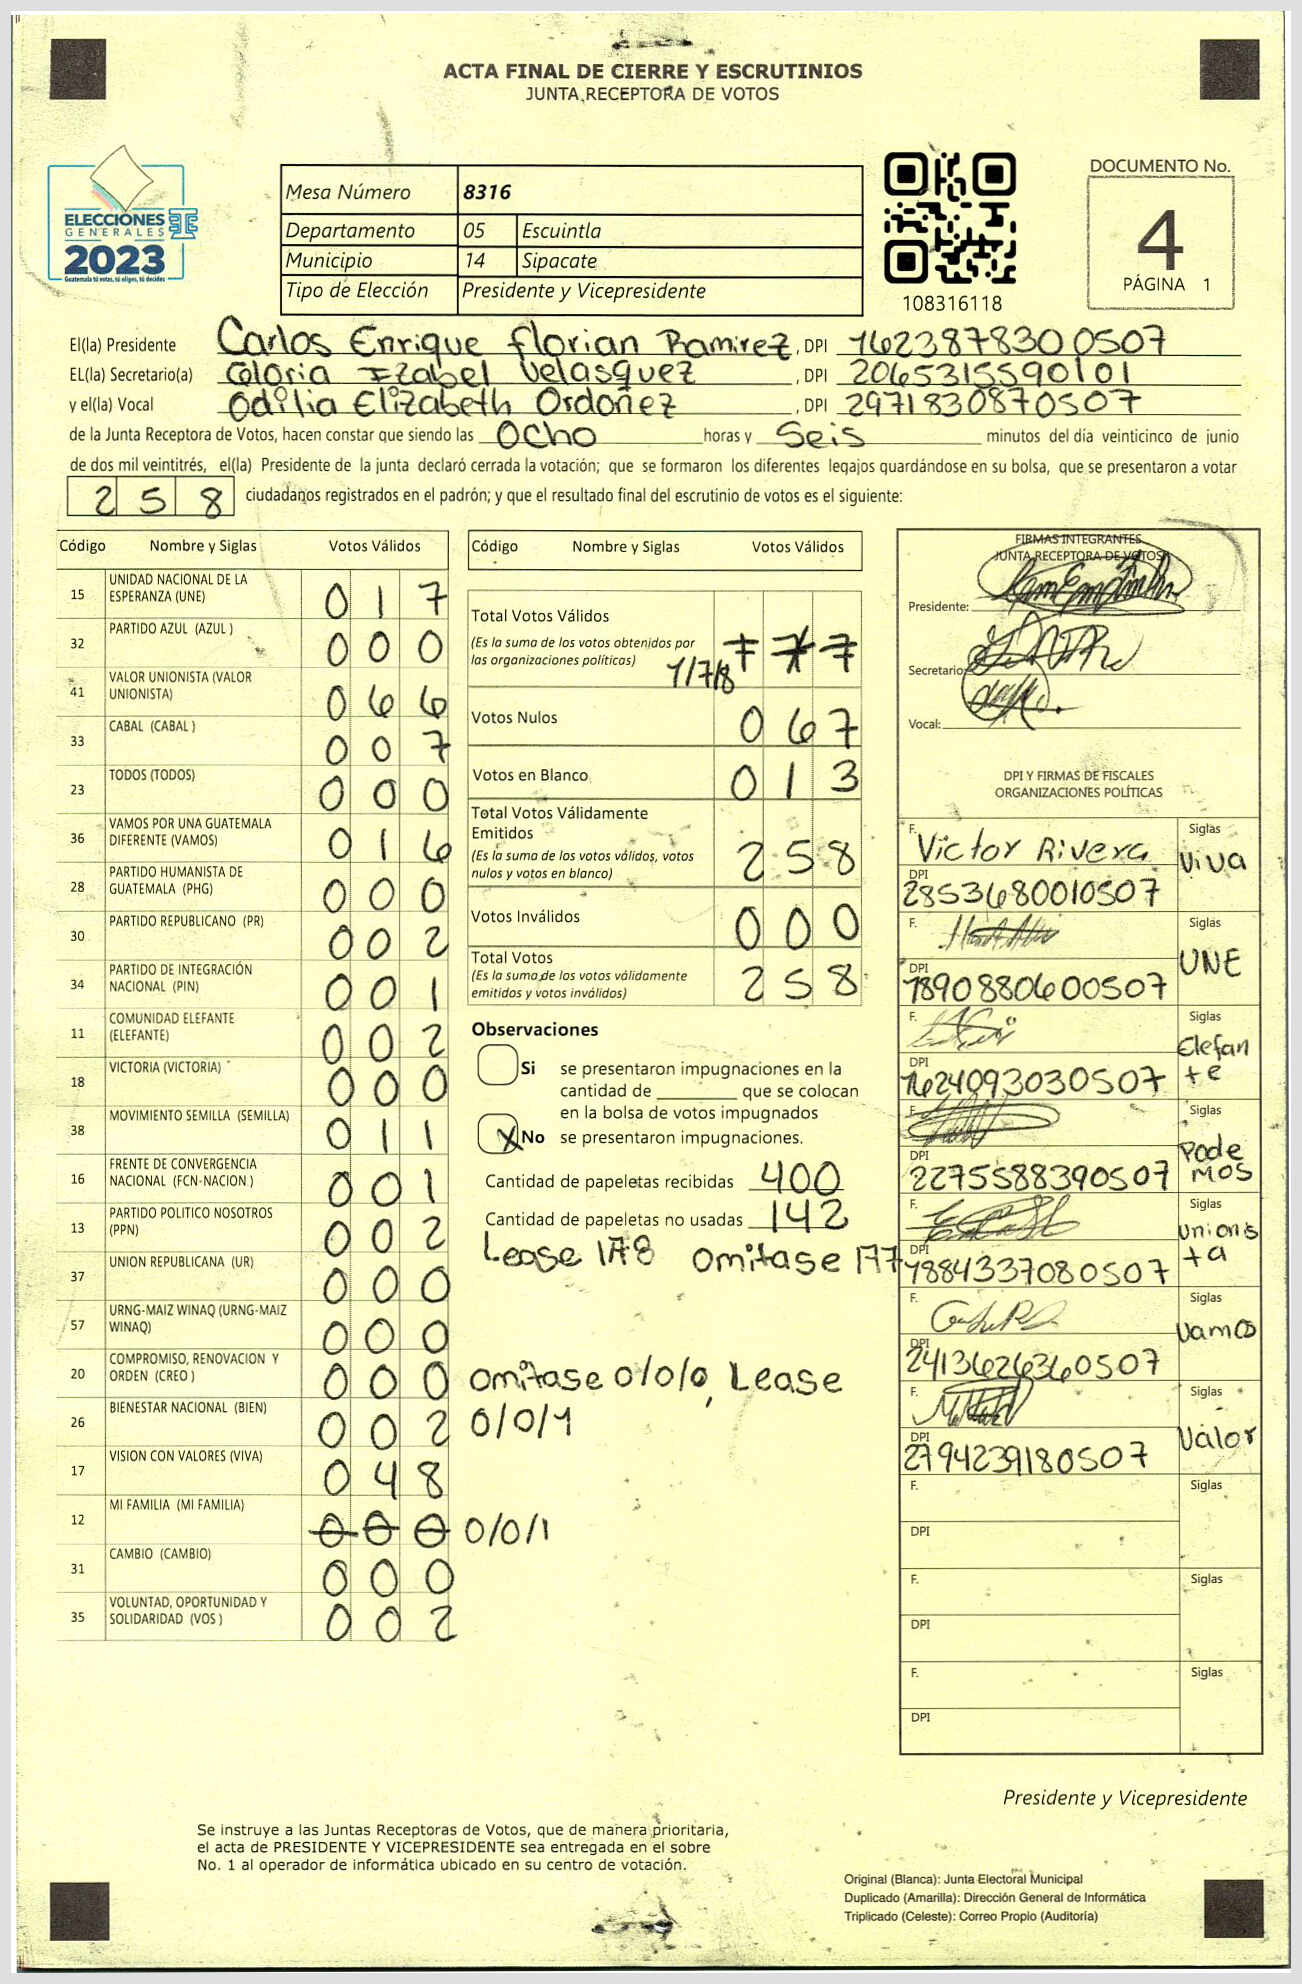 ACTA FINAL DE CIERRE Y ESCRUTINIOS
JUNTA RECEPTORA DE VOTOS
ELECCIONES
GENERALES
2023
Guatemala tú votas, tú eliges, tú decides
Mesa Número 8316
Departamento 05 Escuintla
Municipio 14 Sipacate
Tipo de Elección Presidente y Vicepresidente
108316118
DOCUMENTO No.
4
PÁGINA 1
El(la) Presidente Carlos Enrique florian Ramirez, DPI 1623878300507
EL(la) Secretario(a) Gloria Izabel Velasquez, DPI 2065315590101
y el(la) Vocal Odilia Elizabeth Ordoñez, DPI 2971830870507
de la Junta Receptora de Votos, hacen constar que siendo las Ocho horas y Seis minutos del día veinticinco de junio
de dos mil veintitrés, el(la) Presidente de la junta declaró cerrada la votación; que se formaron los diferentes legajos quardándose en su bolsa, que se presentaron a votar
258 ciudadanos registrados en el padrón; y que el resultado final del escrutinio de votos es el siguiente:
Código Nombre y Siglas Votos Válidos
15 UNIDAD NACIONAL DE LA ESPERANZA (UNE) 0 1 7
32 PARTIDO AZUL (AZUL ) 0 0 0
41 VALOR UNIONISTA (VALOR UNIONISTA) 0 6 6
33 CABAL (CABAL ) 0 0 7
23 TODOS (TODOS) 0 0 0
36 VAMOS POR UNA GUATEMALA DIFERENTE (VAMOS) 0 1 6
28 PARTIDO HUMANISTA DE GUATEMALA (PHG) 0 0 0
30 PARTIDO REPUBLICANO (PR) 0 0 2
34 PARTIDO DE INTEGRACIÓN NACIONAL (PIN) 0 0 1
11 COMUNIDAD ELEFANTE (ELEFANTE) 0 0 2
18 VICTORIA (VICTORIA) 0 0 0
38 MOVIMIENTO SEMILLA (SEMILLA) 0 1 1
16 FRENTE DE CONVERGENCIA NACIONAL (FCN-NACION ) 0 0 1
13 PARTIDO POLITICO NOSOTROS (PPN) 0 0 2
37 UNION REPUBLICANA (UR) 0 0 0
57 URNG-MAIZ WINAQ (URNG-MAIZ WINAQ) 0 0 0
20 COMPROMISO, RENOVACION Y ORDEN (CREO ) 0 0 0
26 BIENESTAR NACIONAL (BIEN) 0 0 2
17 VISION CON VALORES (VIVA) 0 4 8
12 MI FAMILIA (MI FAMILIA) 0 0 0 0/0/1
31 CAMBIO (CAMBIO) 0 0 0
35 VOLUNTAD, OPORTUNIDAD Y SOLIDARIDAD (VOS ) 0 0 2
Código Nombre y Siglas Votos Válidos
Total Votos Válidos
(Es la suma de los votos obtenidos por
las organizaciones políticas) 1/7/8
Votos Nulos 0 6 7
Votos en Blanco 0 1 3
Total Votos Válidamente
Emitidos
(Es la suma de los votos válidos, votos
nulos y votos en blanco) 2 5 8
Votos Inválidos 0 0 0
Total Votos
(Es la suma de los votos válidamente
emitidos y votos inválidos) 2 5 8
Observaciones
Si se presentaron impugnaciones en la
cantidad de ________ que se colocan
en la bolsa de votos impugnados
X No se presentaron impugnaciones.
Cantidad de papeletas recibidas 400
Cantidad de papeletas no usadas 142
Lease 178 omitase 177
omitase 0/0/0, Lease
0/0/1
FIRMAS INTEGRANTES
JUNTA RECEPTORA DE VOTOS
Presidente:
Secretario:
Vocal:
DPI Y FIRMAS DE FISCALES
ORGANIZACIONES POLÍTICAS
F. Victor Rivera Siglas Viva
DPI 2853680010507
F. Siglas UNE
DPI 1890880600507
F. Siglas Elefante
DPI 1624093030507
F. Siglas Podemos
DPI 2275588390507
F. Siglas Unionista
DPI 1884337080507
F. Siglas Vamos
DPI 2413626360507
F. Siglas Valor
DPI 2794239180507
F. Siglas
DPI
F. Siglas
DPI
F. Siglas
DPI
Presidente y Vicepresidente
Se instruye a las Juntas Receptoras de Votos, que de manera prioritaria,
el acta de PRESIDENTE Y VICEPRESIDENTE sea entregada en el sobre
No. 1 al operador de informática ubicado en su centro de votación.
Original (Blanca): Junta Electoral Municipal
Duplicado (Amarilla): Dirección General de Informática
Triplicado (Celeste): Correo Propio (Auditoría)